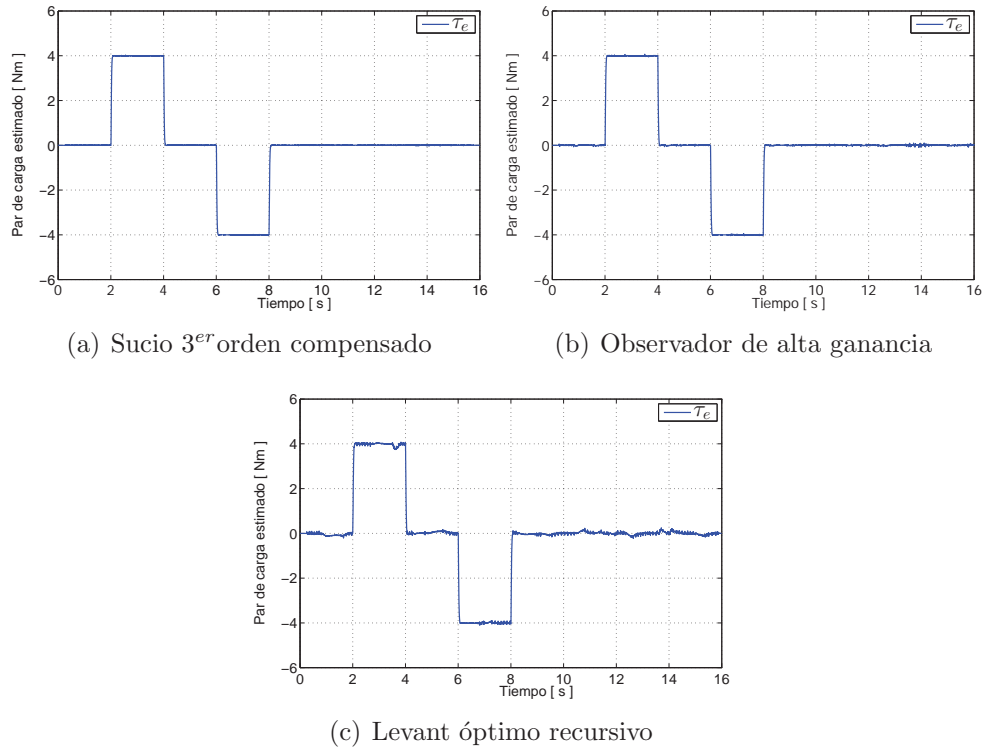 τe
Par de carga estimado [ Nm ]
6
4
2
0
−2
−4
−6
0 2 4 6 8 10 12 14 16
Tiempo [ s ]
(a) Sucio 3er orden compensado
τe
Par de carga estimado [ Nm ]
6
4
2
0
−2
−4
−6
0 2 4 6 8 10 12 14 16
Tiempo [ s ]
(b) Observador de alta ganancia
τe
Par de carga estimado [ Nm ]
6
4
2
0
−2
−4
−6
0 2 4 6 8 10 12 14 16
Tiempo [ s ]
(c) Levant óptimo recursivo